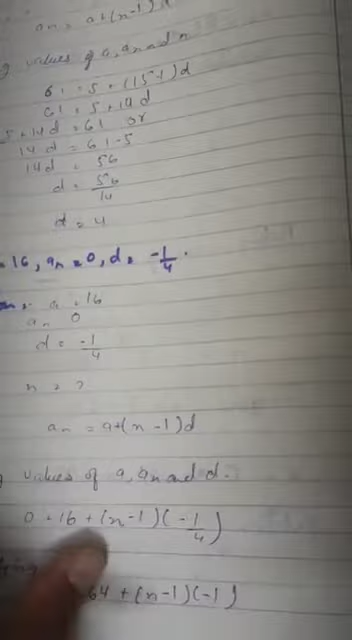 an = a+(n-1)d
values of a, an and n
61 = 5 + (15-1)d
61 = 5 + 14d
5 + 14d = 61 or
14d = 61-5
14d = 56
d = 56/14
d = 4
= 16, an = 0, d = -1/4.
a = 16
an 0
d = -1/4
n = ?
an = a+(n-1)d
values of a, an and d.
0 = 16 + (n-1)(-1/4)
64 + (n-1)(-1)